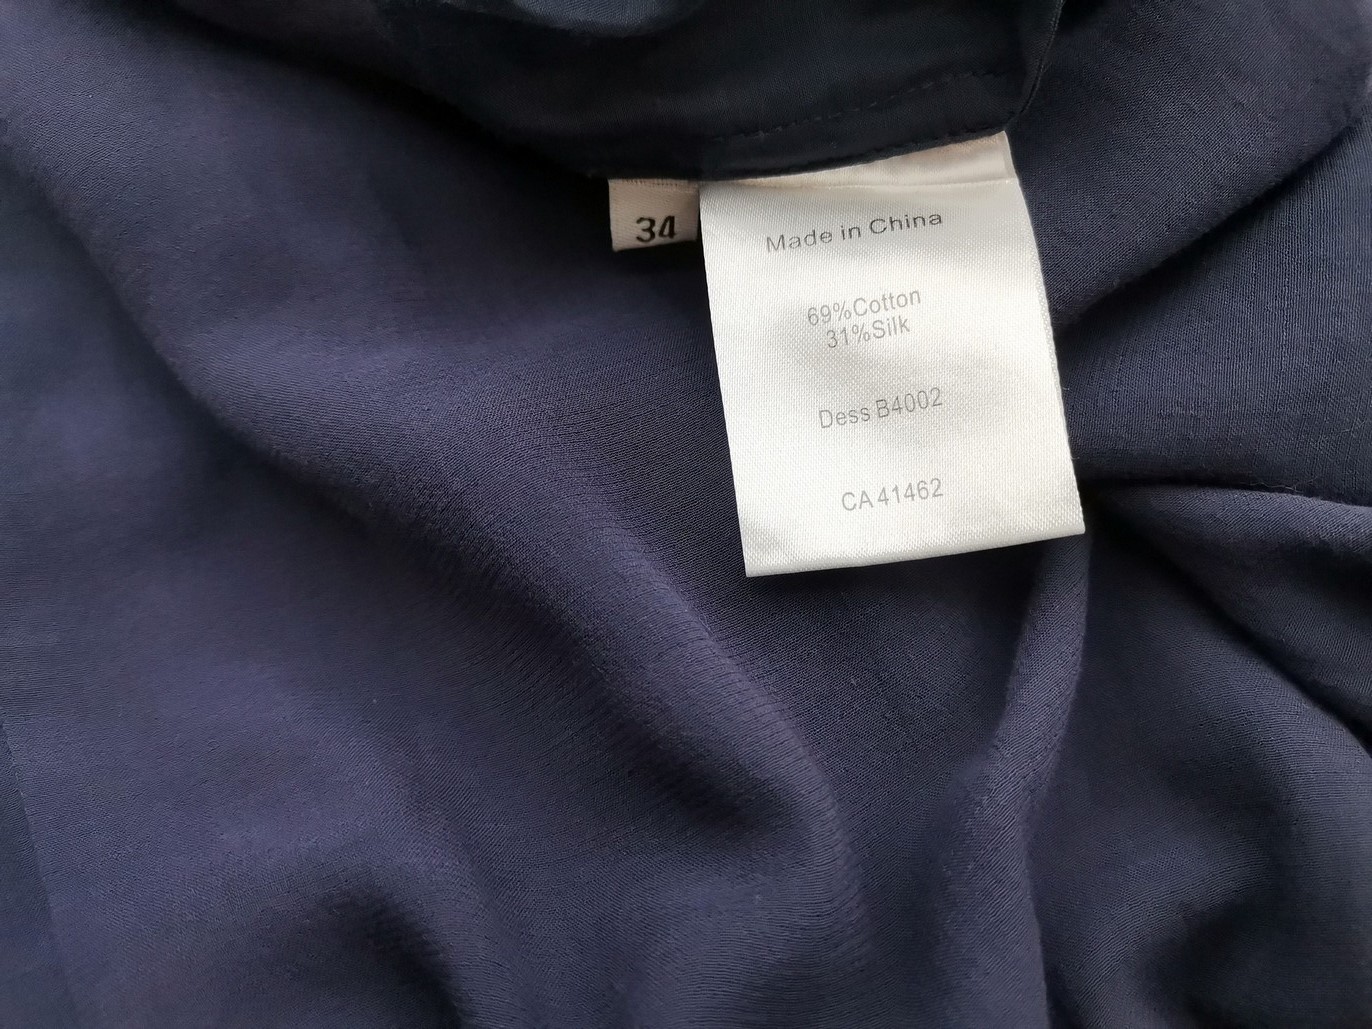 34
Made in China
69%Cotton
31%Silk
Dess B4002
CA 41462